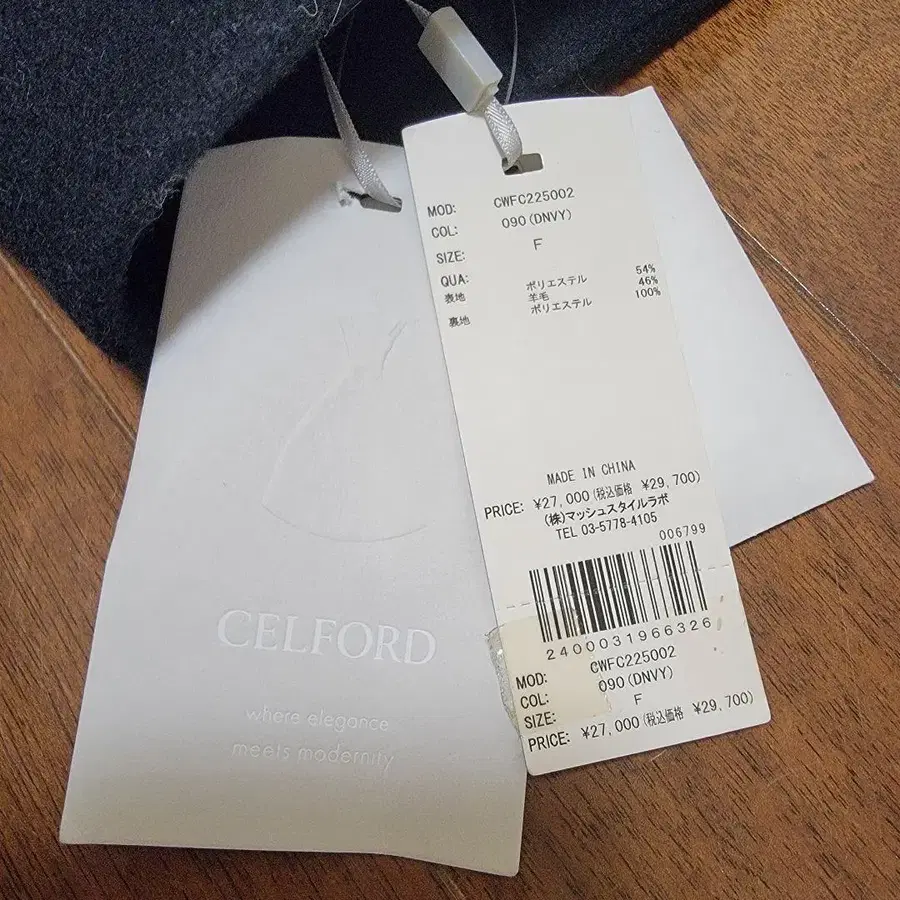 CELFORD
where elegance
meets modernity
MOD: CWFC225002
COL: 090(DNVY)
SIZE: F
QUA:
表地 ポリエステル 54%
羊毛 46%
裏地 ポリエステル 100%
MADE IN CHINA
PRICE: ¥27,000(税込価格 ¥29,700)
(株)マッシュスタイルラボ
TEL 03-5778-4105
006799
2400031966326
MOD: CWFC225002
COL: 090(DNVY)
SIZE: F
PRICE: ¥27,000(税込価格 ¥29,700)